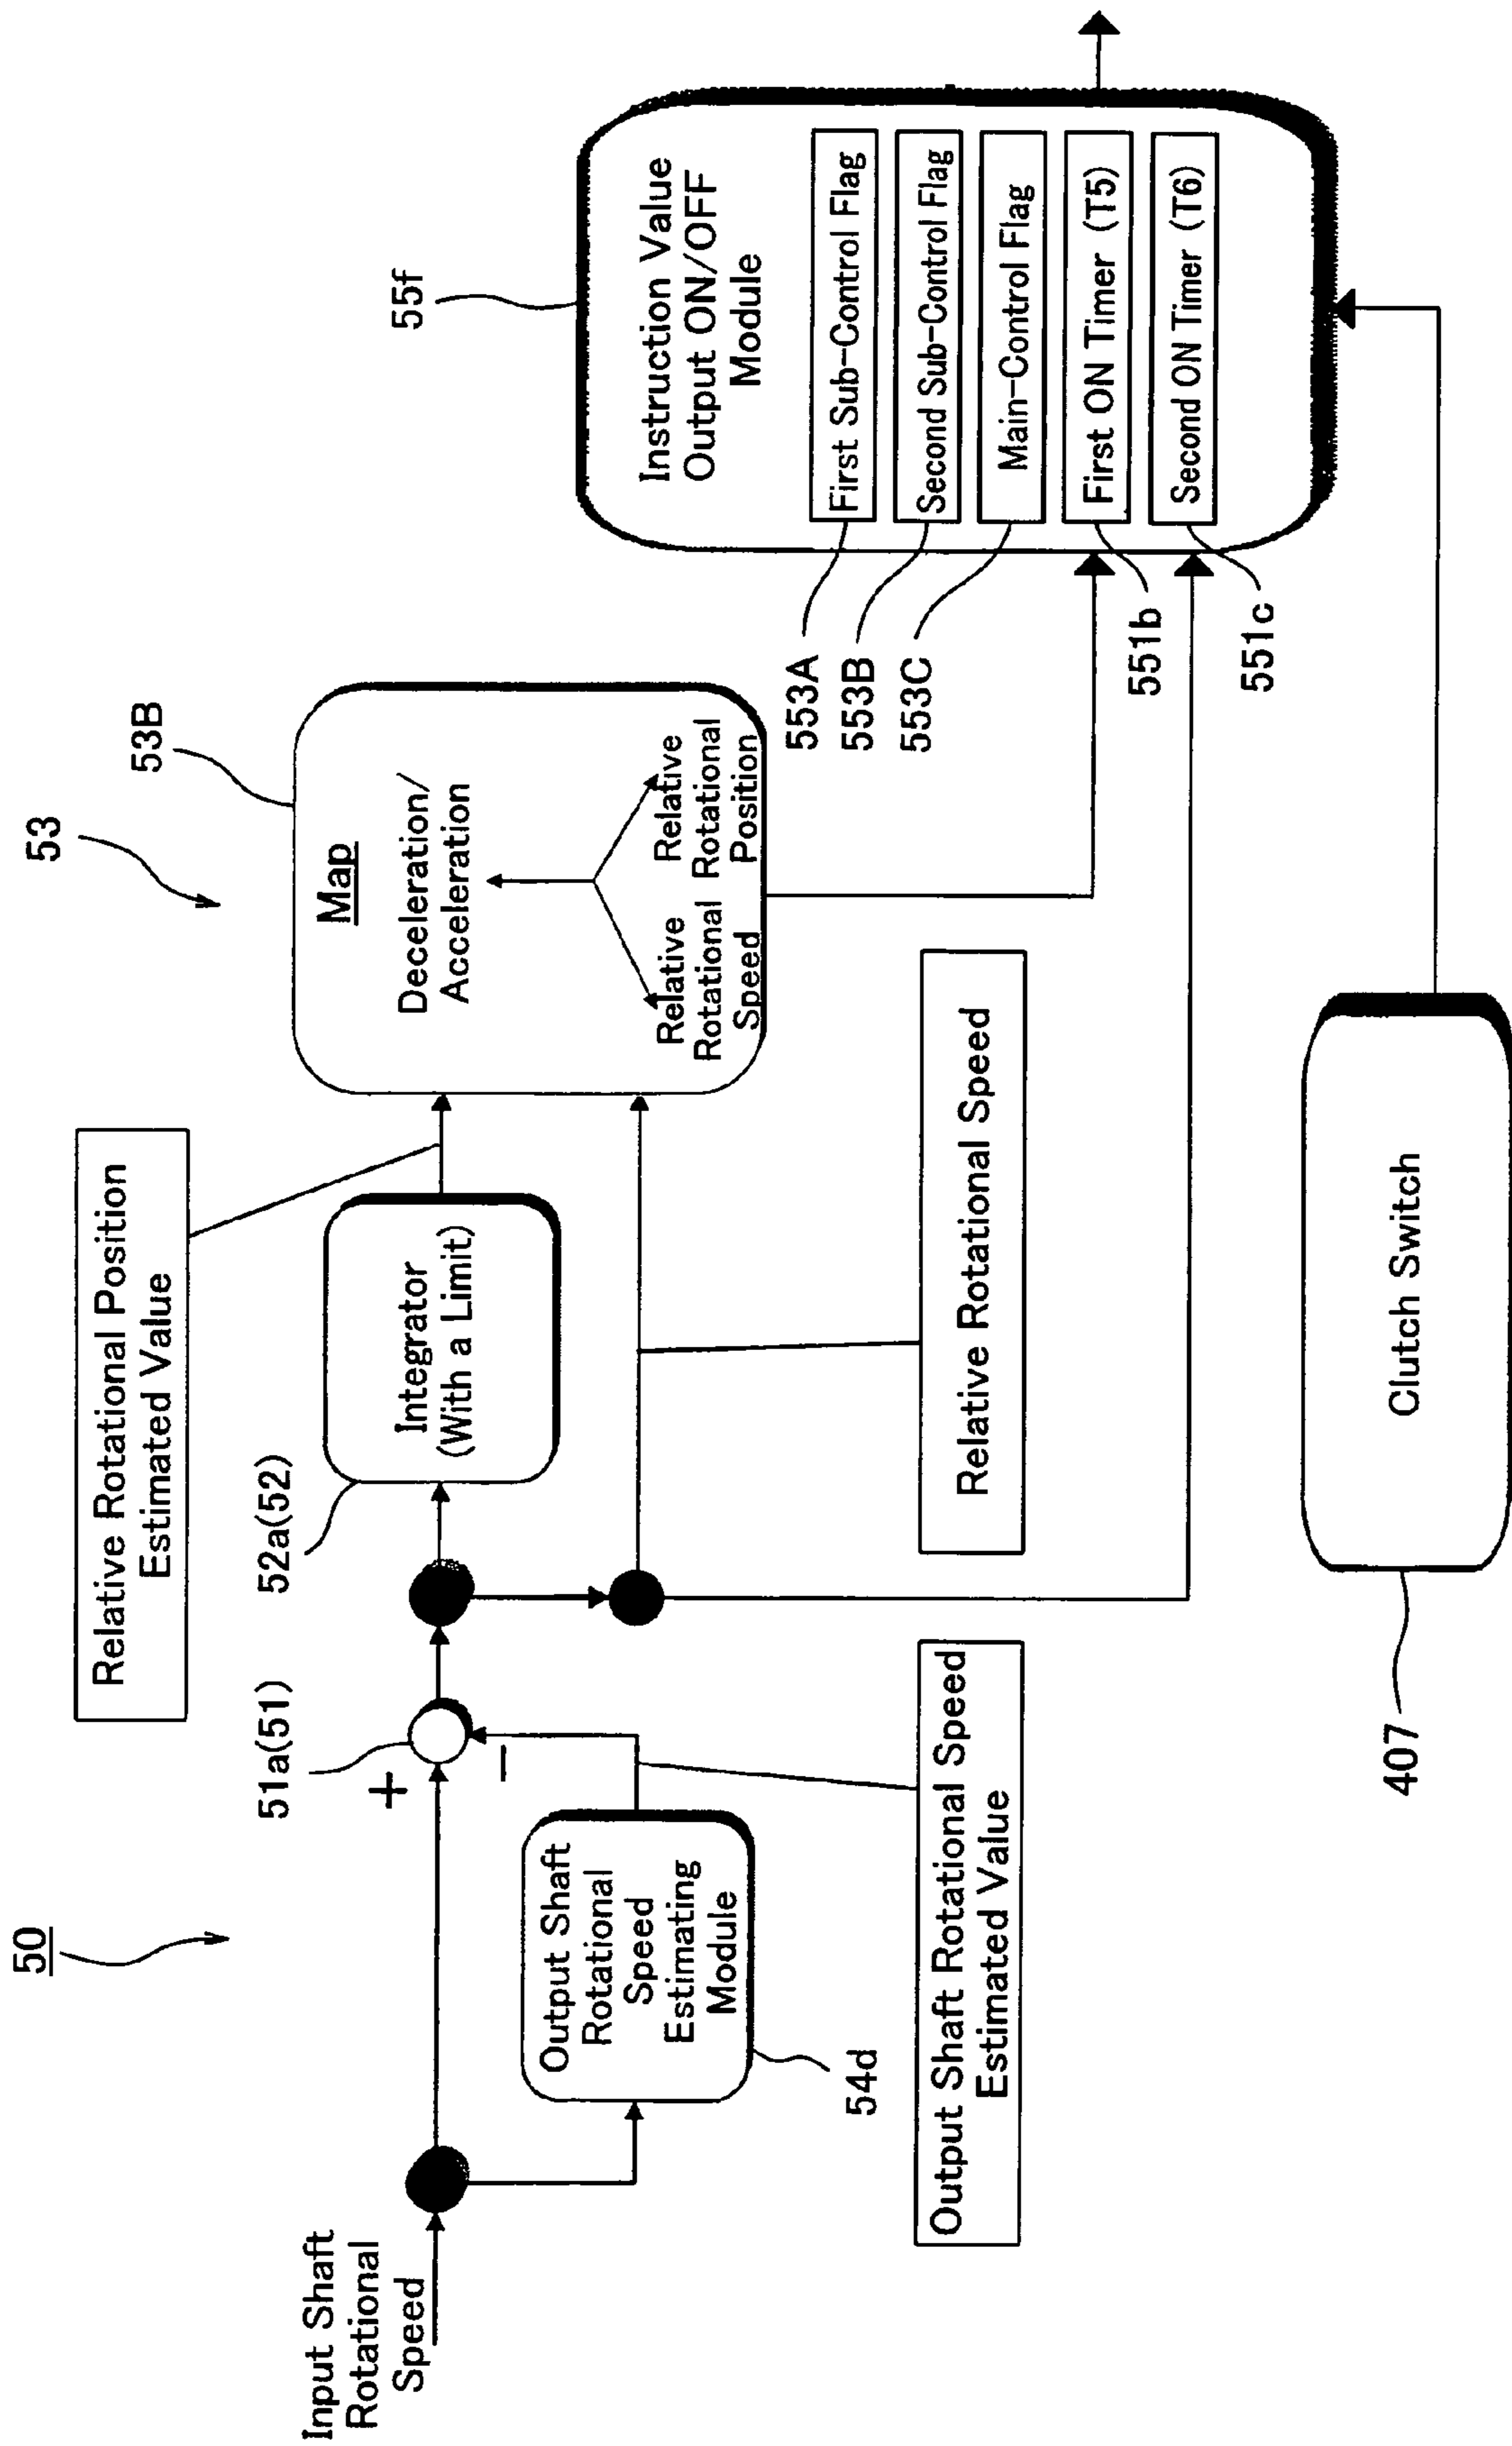 50
Input Shaft
Rotational
Speed
+
−
51a(51)
Output Shaft
Rotational
Speed
Estimating
Module
54d
Output Shaft Rotational Speed
Estimated Value
Relative Rotational Position
Estimated Value
52a(52)
Integrator
(With a Limit)
Relative Rotational Speed
53
53B
Map
Deceleration/
Acceleration
Relative
Rotational
Speed
Relative
Rotational
Position
55f
Instruction Value
Output ON/OFF
Module
First Sub-Control Flag
Second Sub-Control Flag
Main-Control Flag
First ON Timer (T5)
Second ON Timer (T6)
553A
553B
553C
551b
551c
Clutch Switch
407